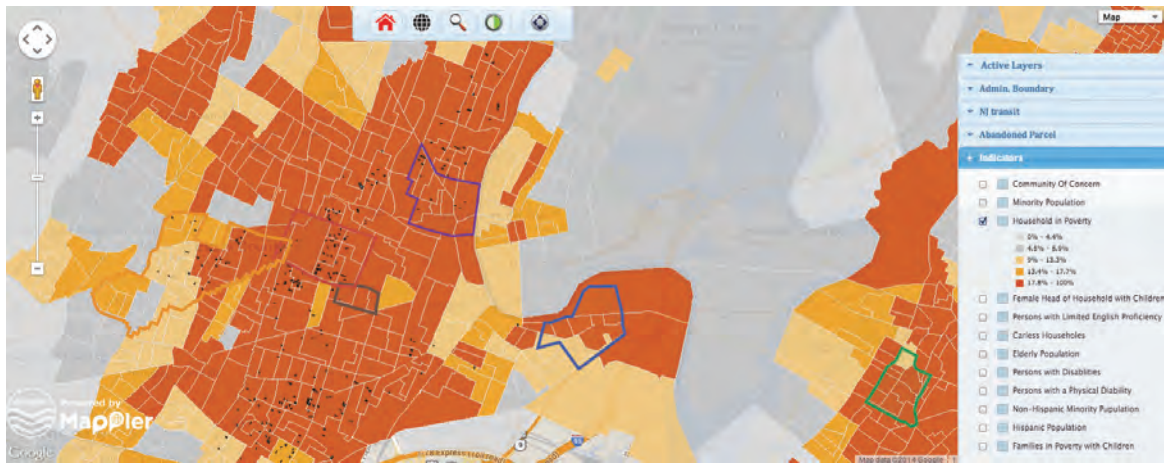 Map
Active Layers
Admin. Boundary
NJ transit
Abandoned Parcel
Indicators
Community Of Concern
Minority Population
Household in Poverty
0% - 4.4%
4.5% - 8.9%
9% - 13.3%
13.4% - 17.7%
17.8% - 100%
Female Head of Household with Children
Persons with Limited English Proficiency
Carless Households
Elderly Population
Persons with Disabilities
Persons with a Physical Diability
Non-Hispanic Minority Population
Hispanic Population
Families in Poverty with Children
Powered by
Mappler
Google
95
Map data ©2014 Google